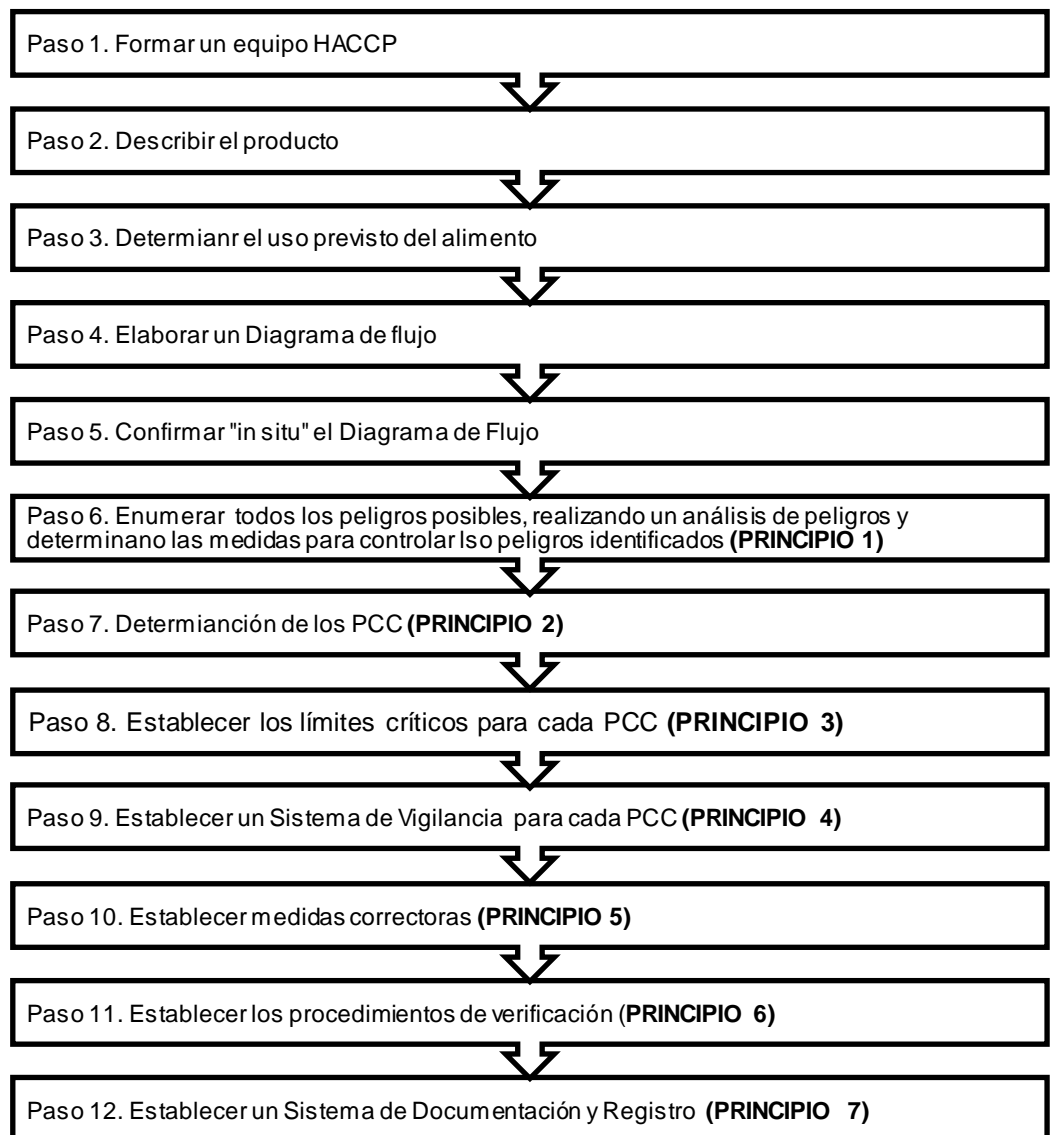 Paso 1. Formar un equipo HACCP
Paso 2. Describir el producto
Paso 3. Determianr el uso previsto del alimento
Paso 4. Elaborar un Diagrama de flujo
Paso 5. Confirmar "in situ" el Diagrama de Flujo
Paso 6. Enumerar todos los peligros posibles, realizando un análisis de peligros y
determinano las medidas para controlar lso peligros identificados (PRINCIPIO 1)
Paso 7. Determianción de los PCC (PRINCIPIO 2)
Paso 8. Establecer los límites críticos para cada PCC (PRINCIPIO 3)
Paso 9. Establecer un Sistema de Vigilancia para cada PCC (PRINCIPIO 4)
Paso 10. Establecer medidas correctoras (PRINCIPIO 5)
Paso 11. Establecer los procedimientos de verificación (PRINCIPIO 6)
Paso 12. Establecer un Sistema de Documentación y Registro (PRINCIPIO 7)